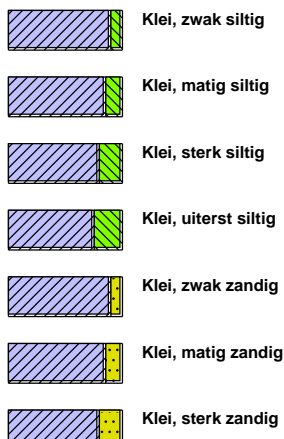 Klei, zwak siltig
Klei, matig siltig
Klei, sterk siltig
Klei, uiterst siltig
Klei, zwak zandig
Klei, matig zandig
Klei, sterk zandig